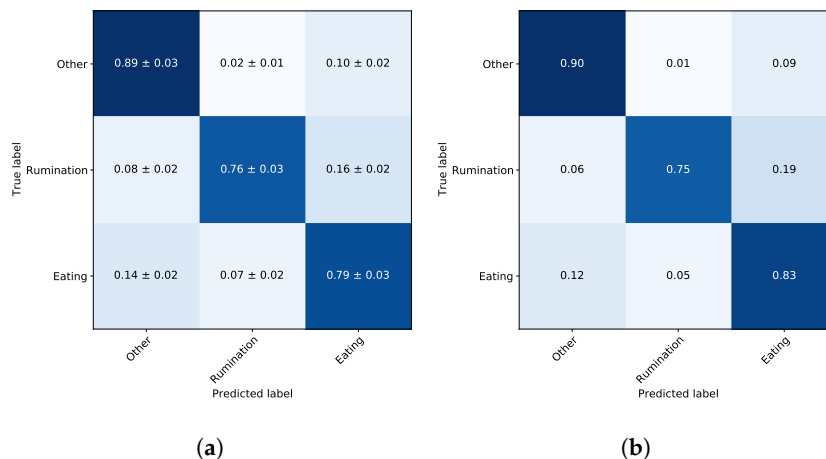 Other
0.89 ± 0.03
0.02 ± 0.01
0.10 ± 0.02
Rumination
0.08 ± 0.02
0.76 ± 0.03
0.16 ± 0.02
Eating
0.14 ± 0.02
0.07 ± 0.02
0.79 ± 0.03
True label
Other
Rumination
Eating
Predicted label
(a)
Other
0.90
0.01
0.09
Rumination
0.06
0.75
0.19
Eating
0.12
0.05
0.83
True label
Other
Rumination
Eating
Predicted label
(b)